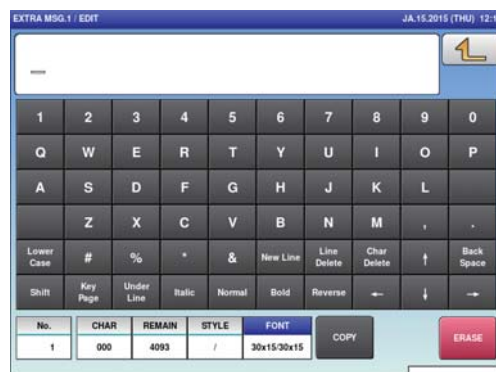 EXTRA MSG.1 / EDIT JA.15.2015 (THU) 12:1
1 2 3 4 5 6 7 8 9 0
Q W E R T Y U I O P
A S D F G H J K L
Z X C V B N M , .
Lower Case # % * & New Line Line Delete Char Delete ↑ Back Space
Shift Key Page Under Line Italic Normal Bold Reverse ← ↓ →
No. CHAR REMAIN STYLE FONT COPY ERASE
1 000 4093 / 30x15/30x15